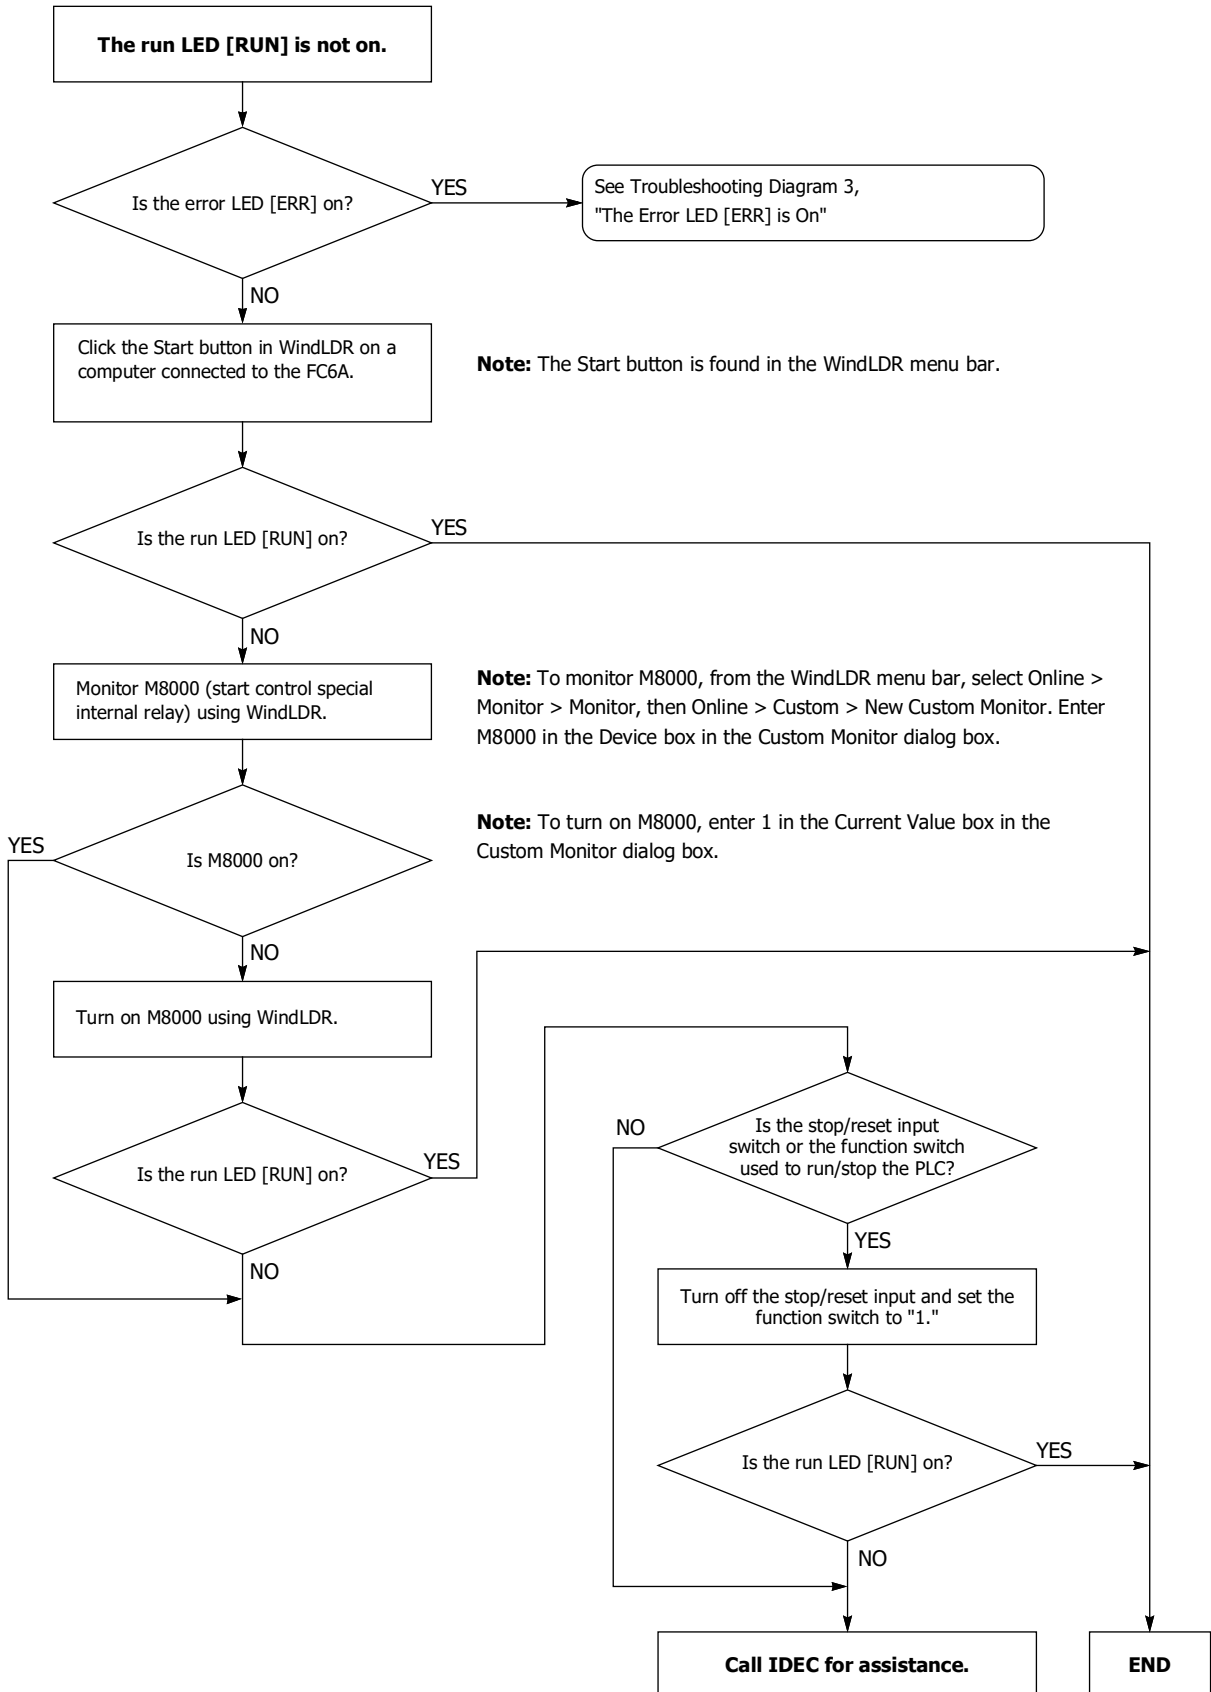 The run LED [RUN] is not on.
Is the error LED [ERR] on?
YES
See Troubleshooting Diagram 3,
"The Error LED [ERR] is On"
NO
Click the Start button in WindLDR on a
computer connected to the FC6A.
Note: The Start button is found in the WindLDR menu bar.
Is the run LED [RUN] on?
YES
NO
Monitor M8000 (start control special
internal relay) using WindLDR.
Note: To monitor M8000, from the WindLDR menu bar, select Online >
Monitor > Monitor, then Online > Custom > New Custom Monitor. Enter
M8000 in the Device box in the Custom Monitor dialog box.
Note: To turn on M8000, enter 1 in the Current Value box in the
Custom Monitor dialog box.
YES
Is M8000 on?
NO
Turn on M8000 using WindLDR.
Is the run LED [RUN] on?
YES
NO
NO
Is the stop/reset input
switch or the function switch
used to run/stop the PLC?
YES
Turn off the stop/reset input and set the
function switch to "1."
Is the run LED [RUN] on?
YES
NO
Call IDEC for assistance.
END